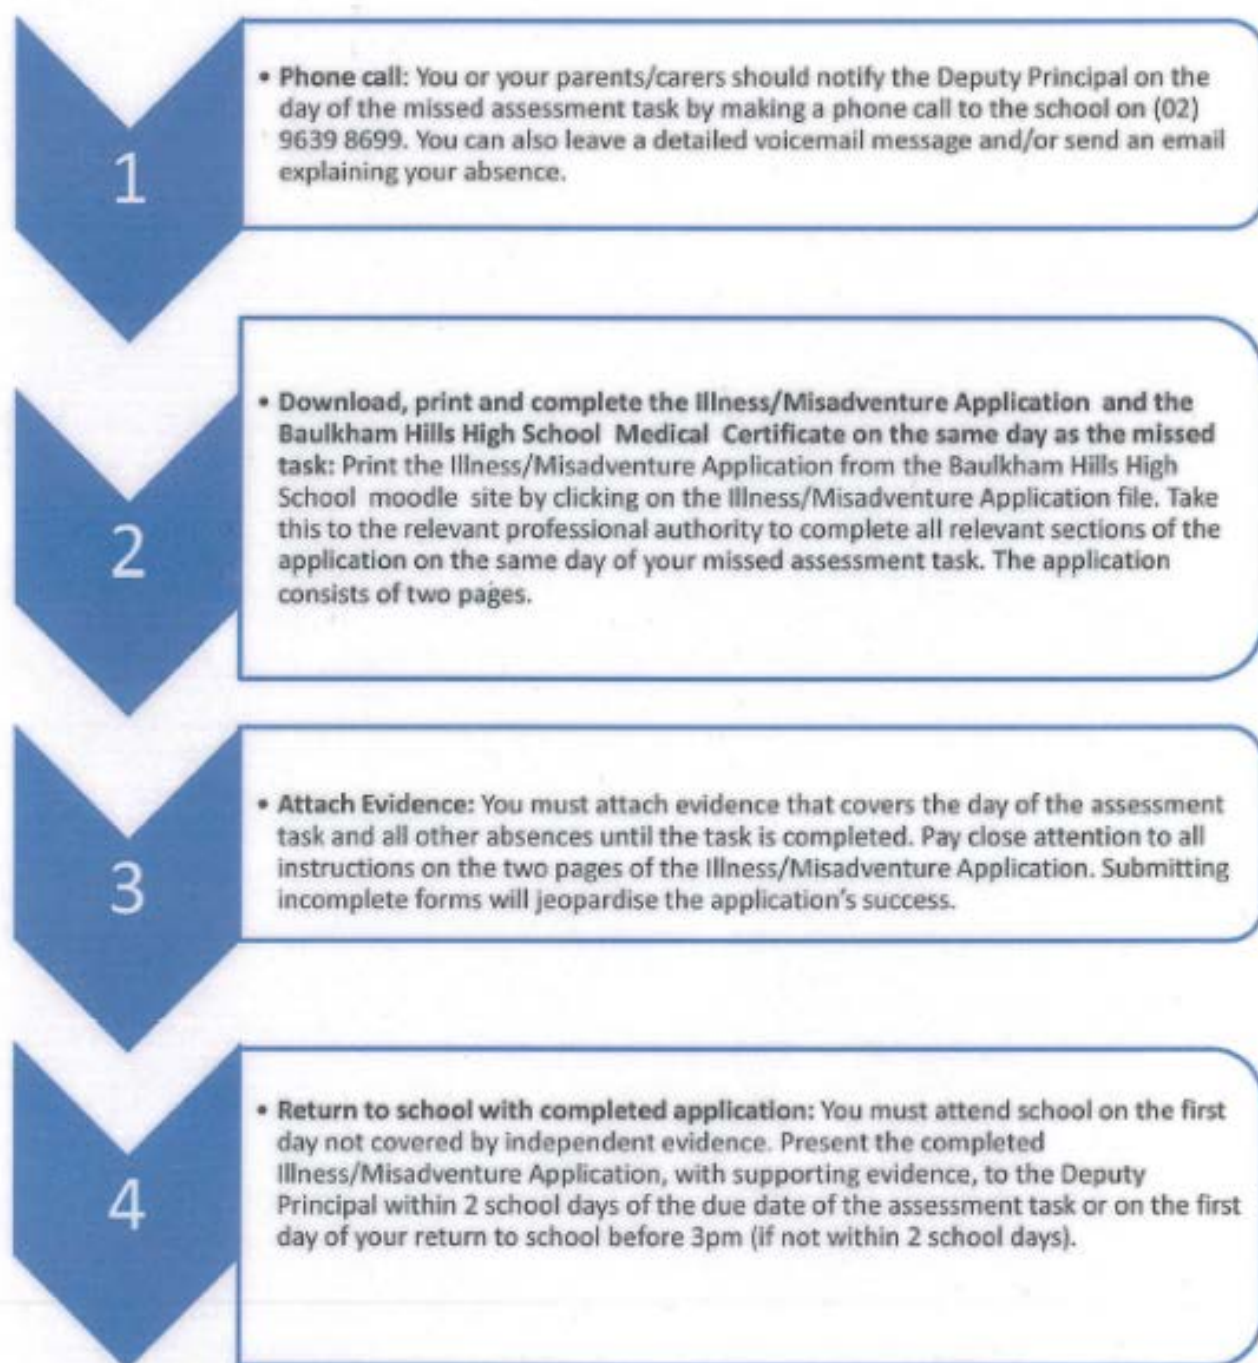 1
• Phone call: You or your parents/carers should notify the Deputy Principal on the
day of the missed assessment task by making a phone call to the school on (02)
9639 8699. You can also leave a detailed voicemail message and/or send an email
explaining your absence.
2
• Download, print and complete the Illness/Misadventure Application and the
Baulkham Hills High School Medical Certificate on the same day as the missed
task: Print the Illness/Misadventure Application from the Baulkham Hills High
School moodle site by clicking on the Illness/Misadventure Application file. Take
this to the relevant professional authority to complete all relevant sections of the
application on the same day of your missed assessment task. The application
consists of two pages.
3
• Attach Evidence: You must attach evidence that covers the day of the assessment
task and all other absences until the task is completed. Pay close attention to all
instructions on the two pages of the Illness/Misadventure Application. Submitting
incomplete forms will jeopardise the application's success.
4
• Return to school with completed application: You must attend school on the first
day not covered by independent evidence. Present the completed
Illness/Misadventure Application, with supporting evidence, to the Deputy
Principal within 2 school days of the due date of the assessment task or on the first
day of your return to school before 3pm (if not within 2 school days).